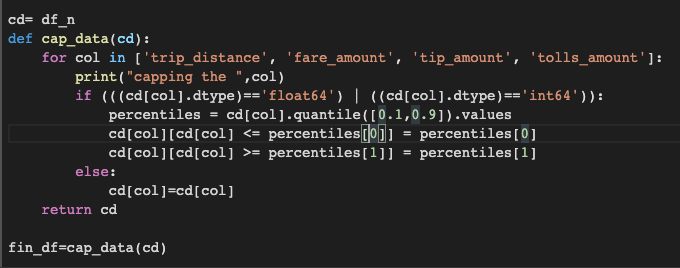 cd= df_n
def cap_data(cd):
    for col in ['trip_distance', 'fare_amount', 'tip_amount', 'tolls_amount']:
        print("capping the ",col)
        if (((cd[col].dtype)=='float64') | ((cd[col].dtype)=='int64')):
            percentiles = cd[col].quantile([0.1,0.9]).values
            cd[col][cd[col] <= percentiles[0]] = percentiles[0]
            cd[col][cd[col] >= percentiles[1]] = percentiles[1]
        else:
            cd[col]=cd[col]
    return cd

fin_df=cap_data(cd)